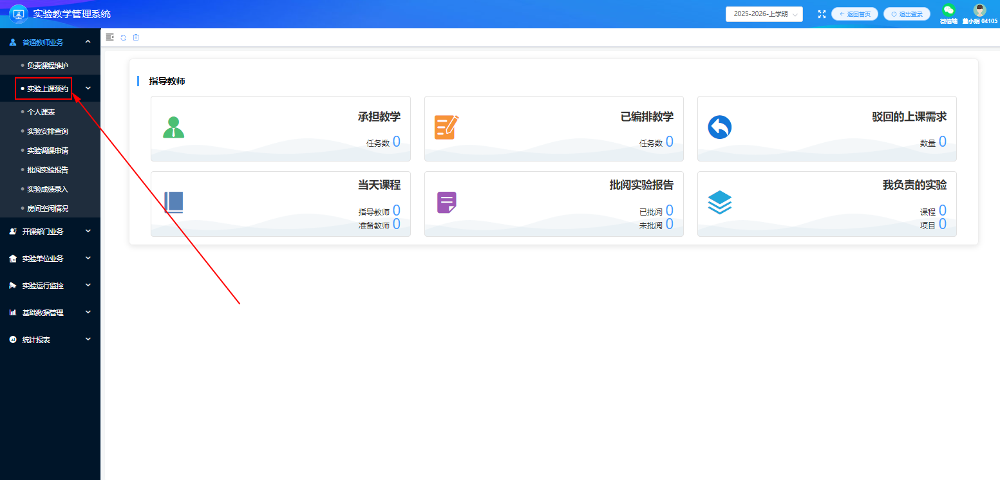 实验教学管理系统
2025-2026-上学期
返回首页
退出登录
微信端
董小娟 04105
普通教师业务
负责课程维护
实验上课预约
个人课表
实验安排查询
实验调课申请
批阅实验报告
实验成绩录入
房间空闲情况
开课部门业务
实验单位业务
实验运行监控
基础数据管理
统计报表
指导教师
承担教学
任务数 0
已编排教学
任务数 0
驳回的上课需求
数量 0
当天课程
指导教师 0
准备教师 0
批阅实验报告
已批阅 0
未批阅 0
我负责的实验
课程 0
项目 0